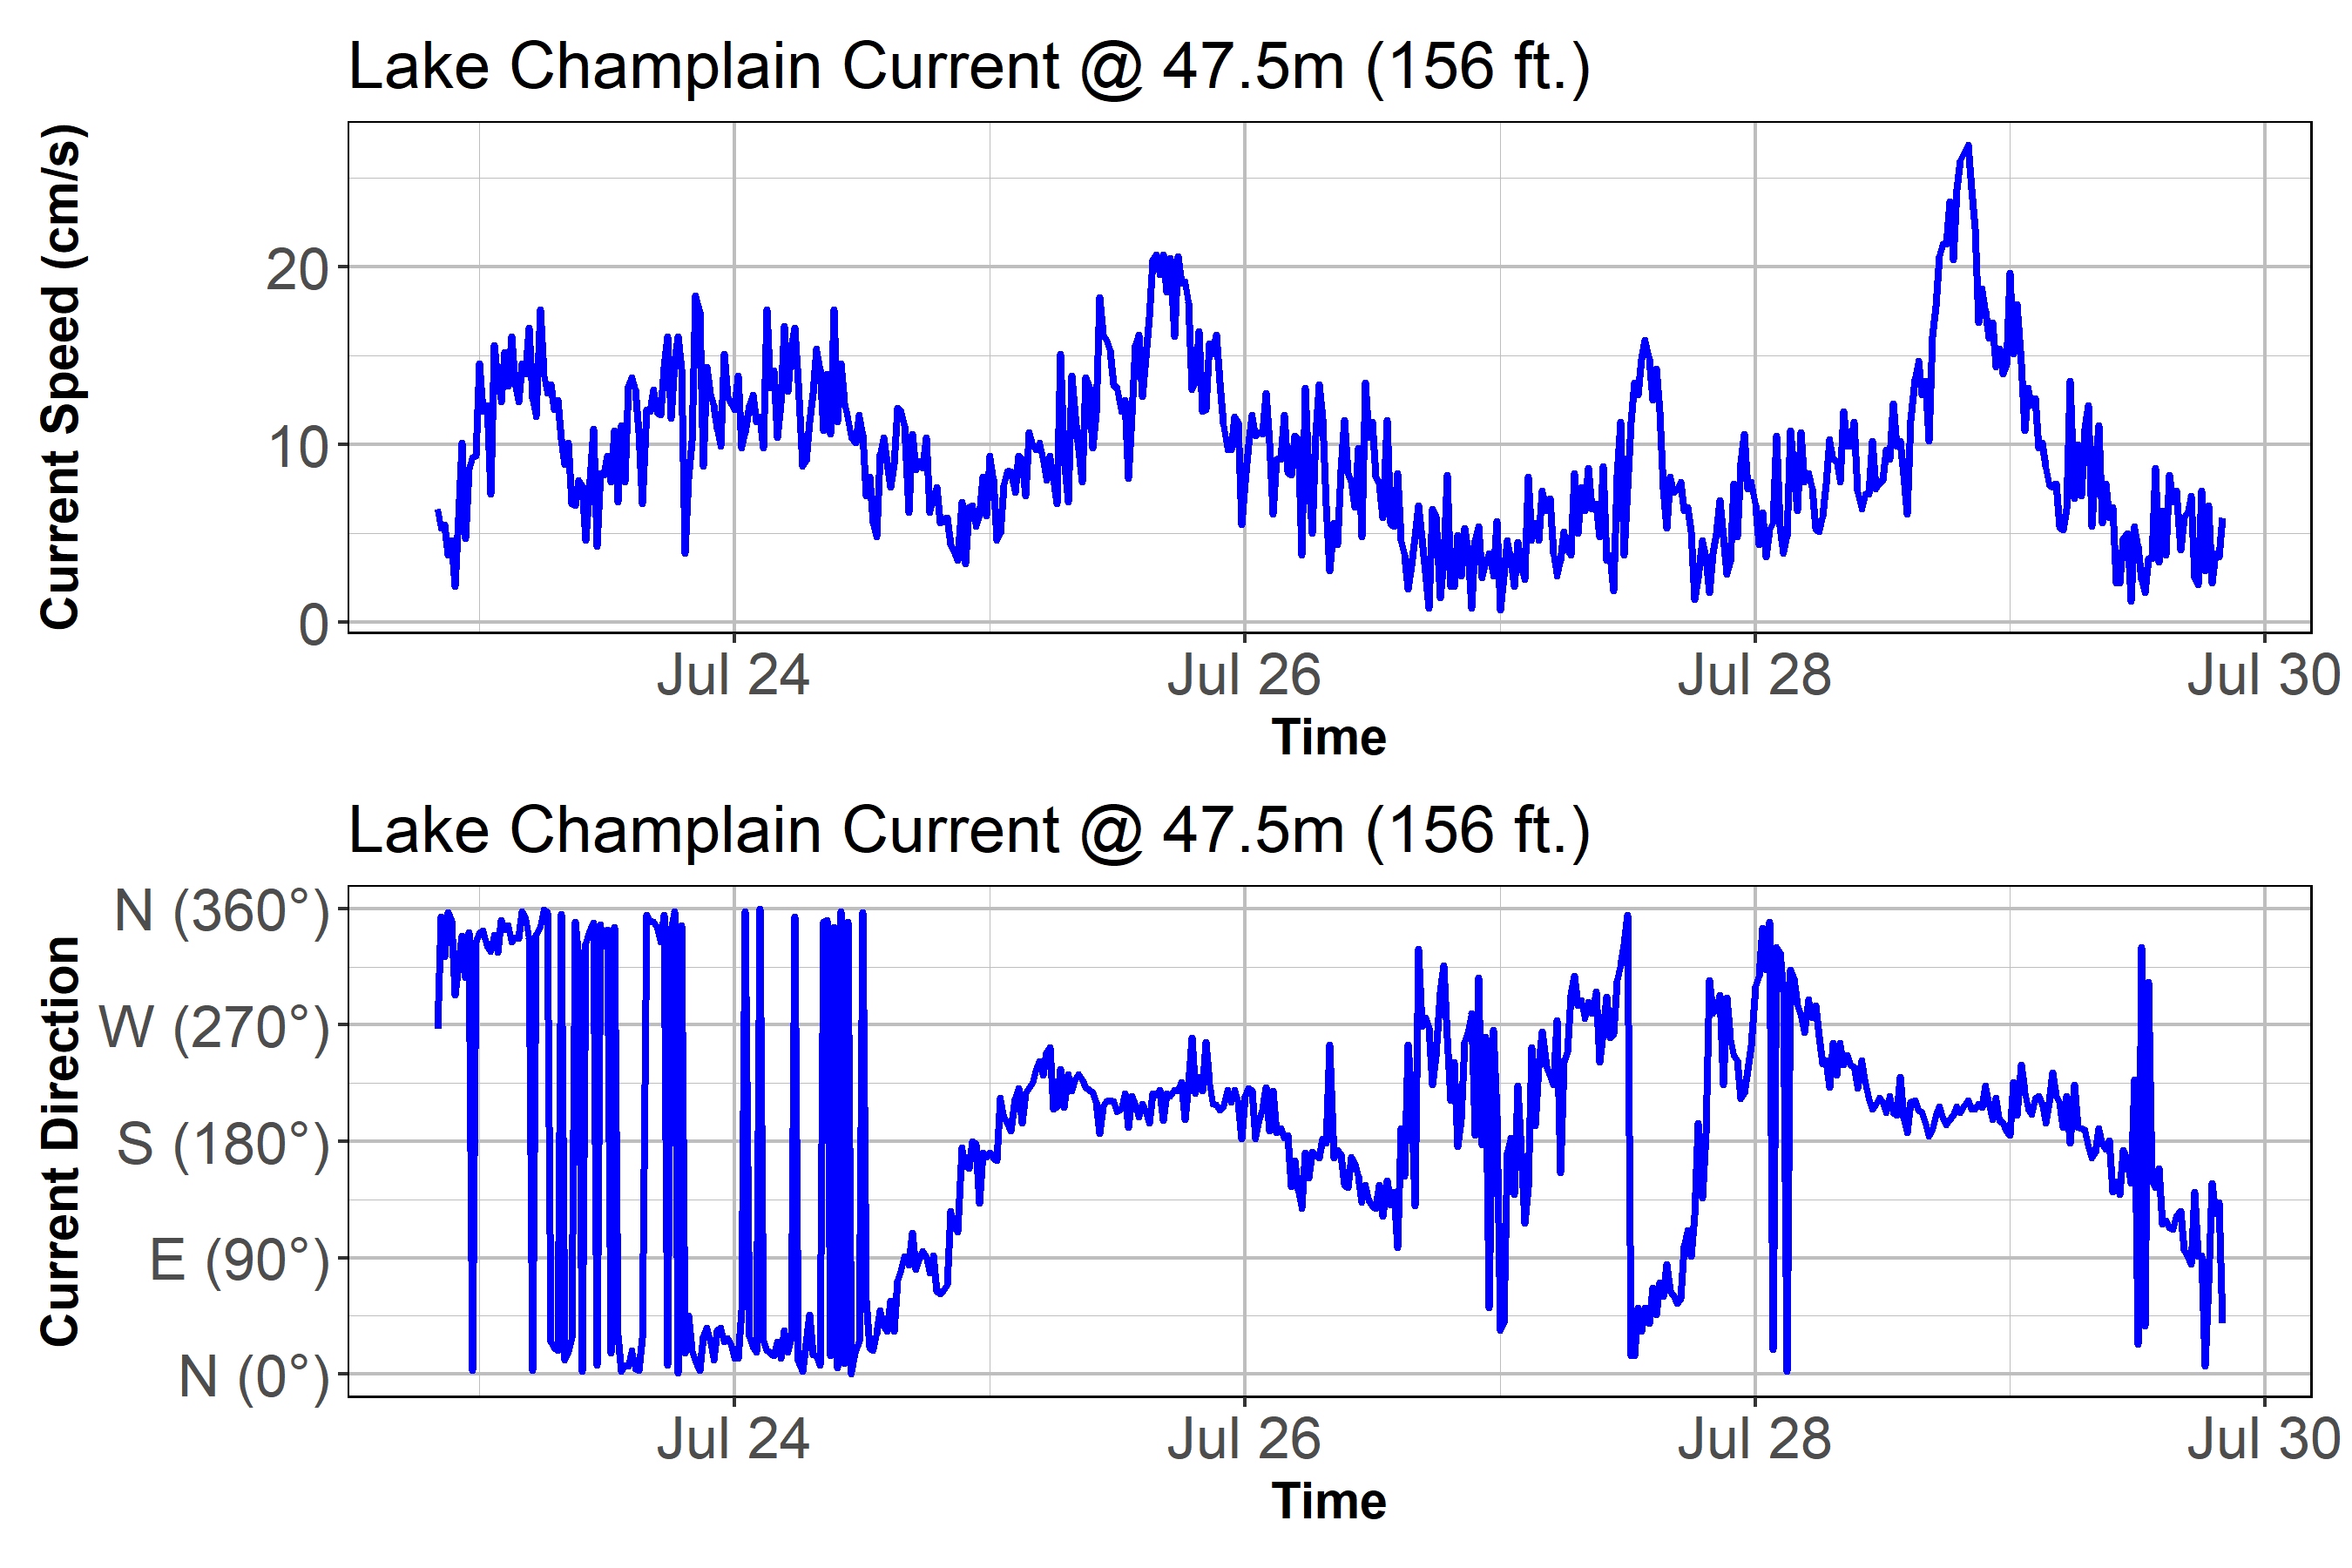 Lake Champlain Current @ 47.5m (156 ft.)
Current Speed (cm/s)
20
10
0
Jul 24 Jul 26 Jul 28 Jul 30
Time
Lake Champlain Current @ 47.5m (156 ft.)
Current Direction
N (360°)
W (270°)
S (180°)
E (90°)
N (0°)
Jul 24 Jul 26 Jul 28 Jul 30
Time